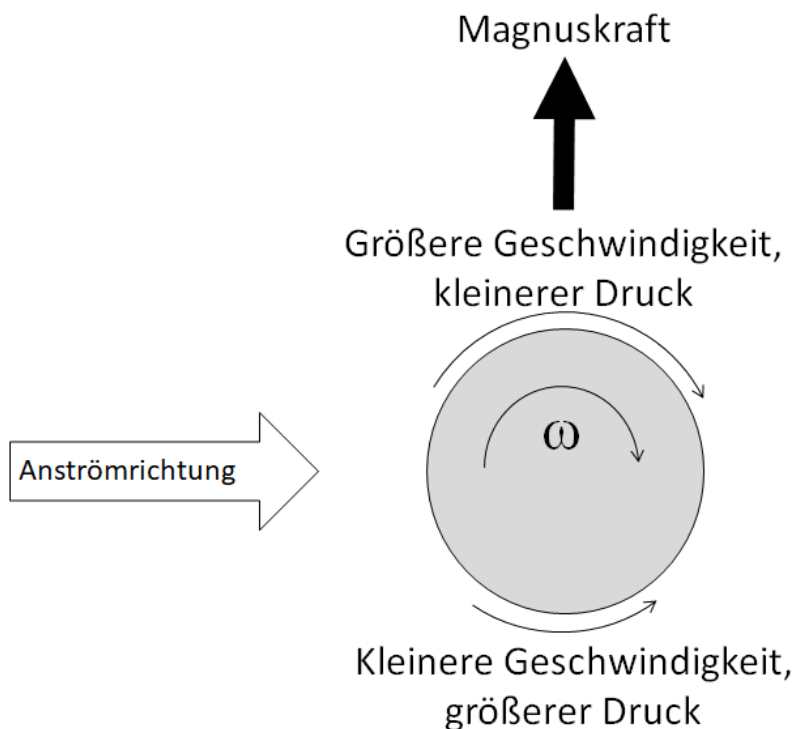 Magnuskraft
Größere Geschwindigkeit,
kleinerer Druck
ω
Anströmrichtung
Kleinere Geschwindigkeit,
größerer Druck